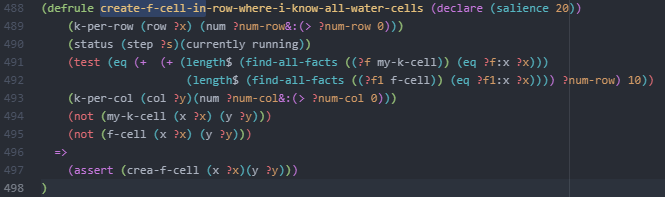 488 (defrule create-f-cell-in-row-where-i-know-all-water-cells (declare (salience 20))
489 (k-per-row (row ?x) (num ?num-row&:(> ?num-row 0)))
490 (status (step ?s)(currently running))
491 (test (eq (+ (+ (length$ (find-all-facts ((?f my-k-cell)) (eq ?f:x ?x)))
492 (length$ (find-all-facts ((?f1 f-cell)) (eq ?f1:x ?x)))) ?num-row) 10))
493 (k-per-col (col ?y)(num ?num-col&:(> ?num-col 0)))
494 (not (my-k-cell (x ?x) (y ?y)))
495 (not (f-cell (x ?x) (y ?y)))
496 =>
497 (assert (crea-f-cell (x ?x)(y ?y)))
498 )